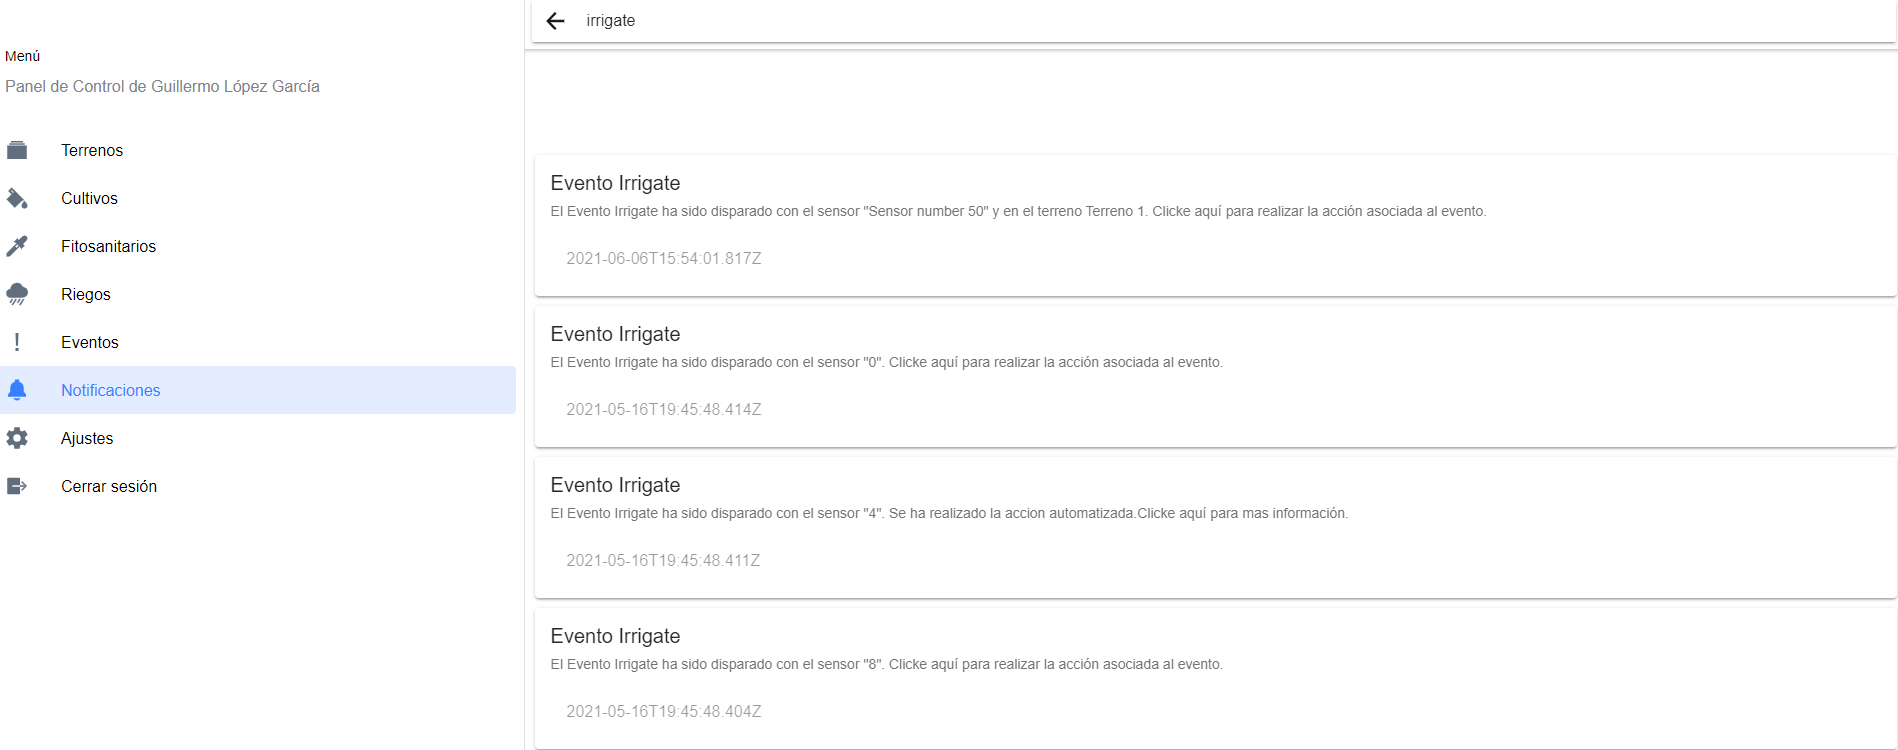 Menú
Panel de Control de Guillermo López García
Terrenos
Cultivos
Fitosanitarios
Riegos
Eventos
Notificaciones
Ajustes
Cerrar sesión
irrigate
Evento Irrigate
El Evento Irrigate ha sido disparado con el sensor "Sensor number 50" y en el terreno Terreno 1. Clicke aquí para realizar la acción asociada al evento.
2021-06-06T15:54:01.817Z
Evento Irrigate
El Evento Irrigate ha sido disparado con el sensor "0". Clicke aquí para realizar la acción asociada al evento.
2021-05-16T19:45:48.414Z
Evento Irrigate
El Evento Irrigate ha sido disparado con el sensor "4". Se ha realizado la accion automatizada.Clicke aquí para mas información.
2021-05-16T19:45:48.411Z
Evento Irrigate
El Evento Irrigate ha sido disparado con el sensor "8". Clicke aquí para realizar la acción asociada al evento.
2021-05-16T19:45:48.404Z